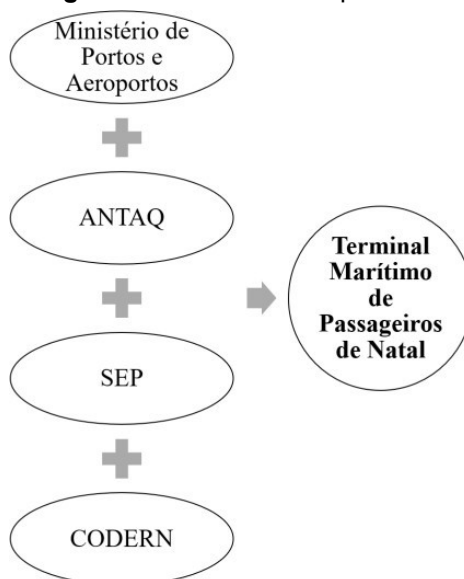 Ministério de
Portos e
Aeroportos
ANTAQ
SEP
CODERN
Terminal
Marítimo
de
Passageiros
de Natal